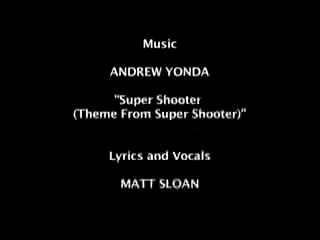 Music
ANDREW YONDA
"Super Shooter
(Theme From Super Shooter)"
Lyrics and Vocals
MATT SLOAN